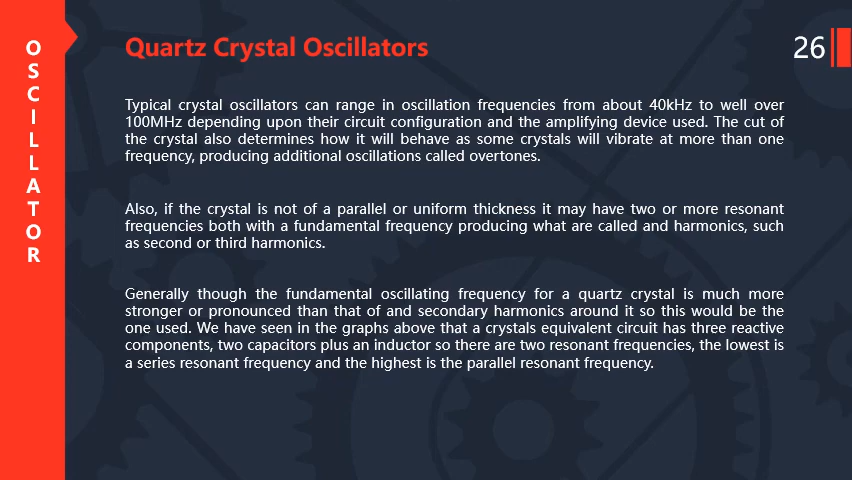 OSCILLATOR
Quartz Crystal Oscillators
26
Typical crystal oscillators can range in oscillation frequencies from about 40kHz to well over
100MHz depending upon their circuit configuration and the amplifying device used. The cut of
the crystal also determines how it will behave as some crystals will vibrate at more than one
frequency, producing additional oscillations called overtones.
Also, if the crystal is not of a parallel or uniform thickness it may have two or more resonant
frequencies both with a fundamental frequency producing what are called and harmonics, such
as second or third harmonics.
Generally though the fundamental oscillating frequency for a quartz crystal is much more
stronger or pronounced than that of and secondary harmonics around it so this would be the
one used. We have seen in the graphs above that a crystals equivalent circuit has three reactive
components, two capacitors plus an inductor so there are two resonant frequencies, the lowest is
a series resonant frequency and the highest is the parallel resonant frequency.